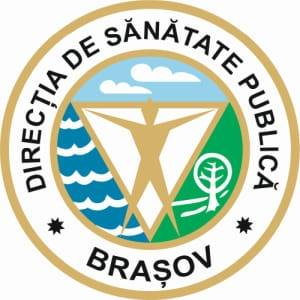 DIRECȚIA DE SĂNĂTATE PUBLICĂ
BRAȘOV